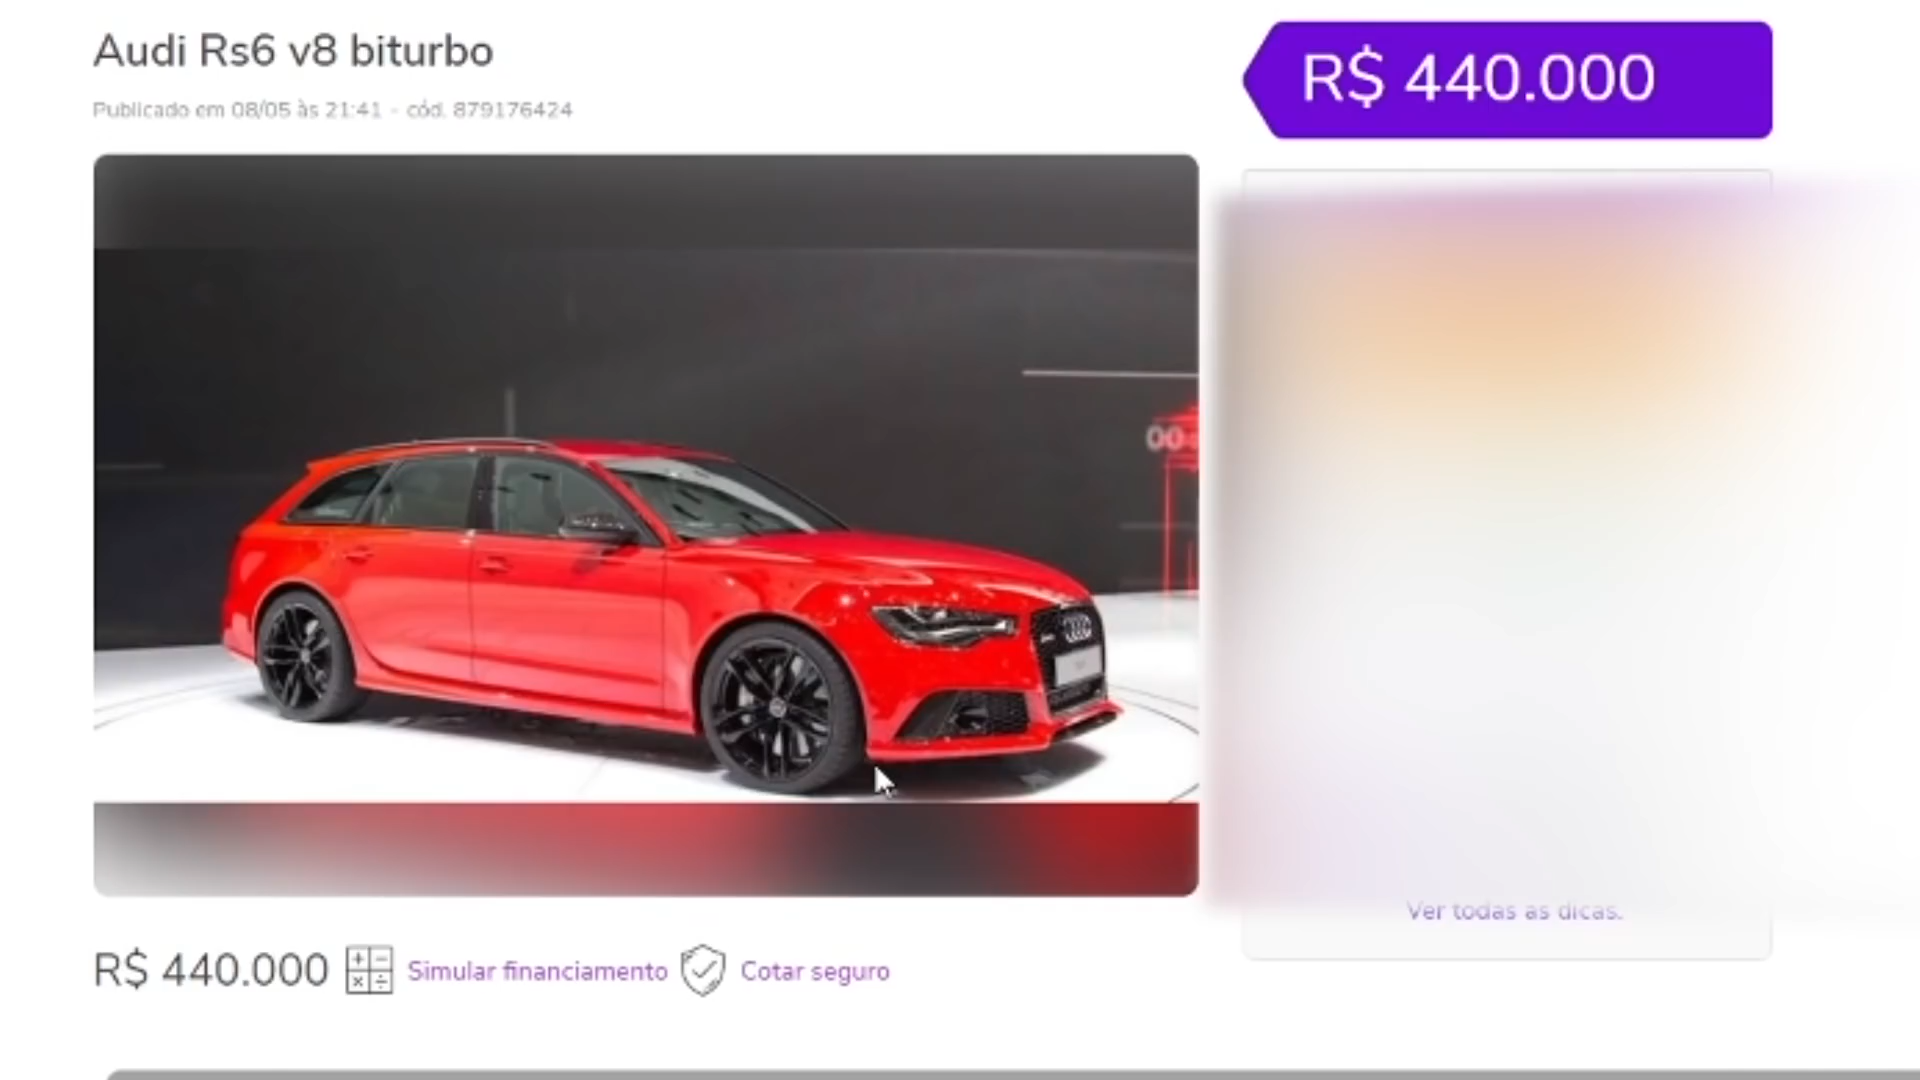 Audi Rs6 v8 biturbo
Publicado em 08/05 às 21:41 - cód. 879176424
R$ 440.000
00
Ver todas as dicas.
R$ 440.000
Simular financiamento
Cotar seguro